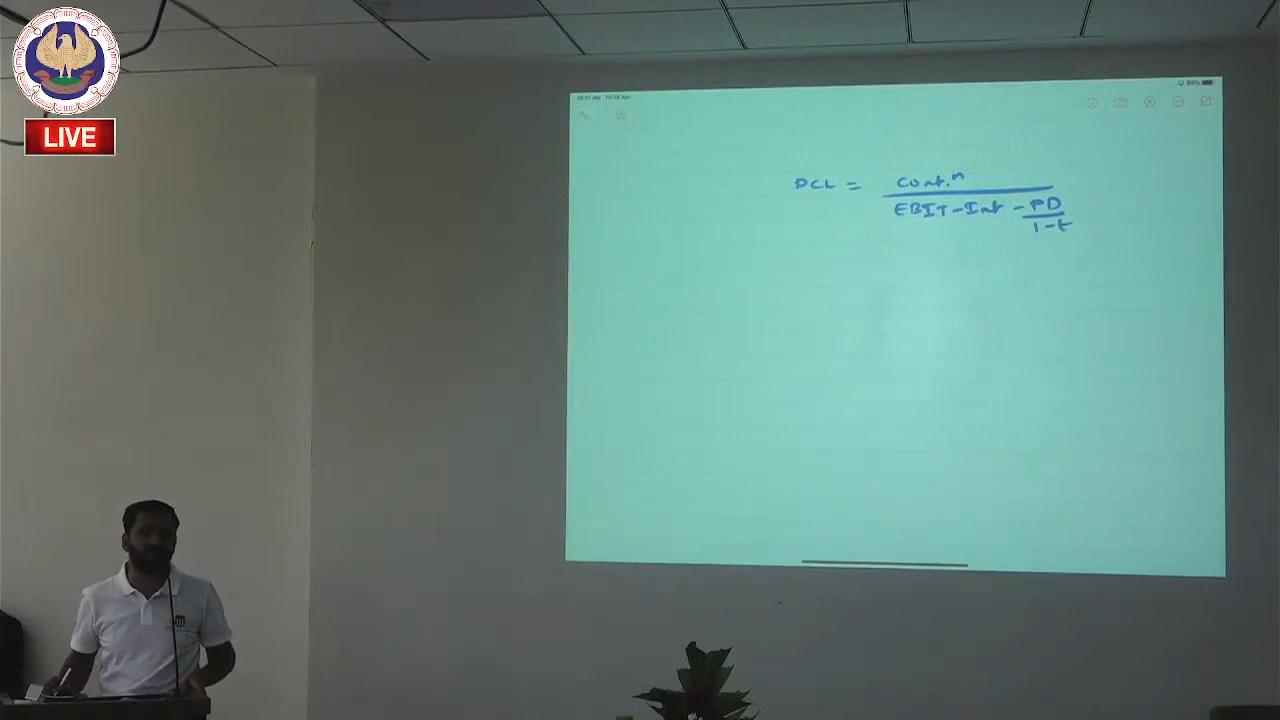 LIVE
DCL = Cont.n
EBIT - Int - PD
1-t